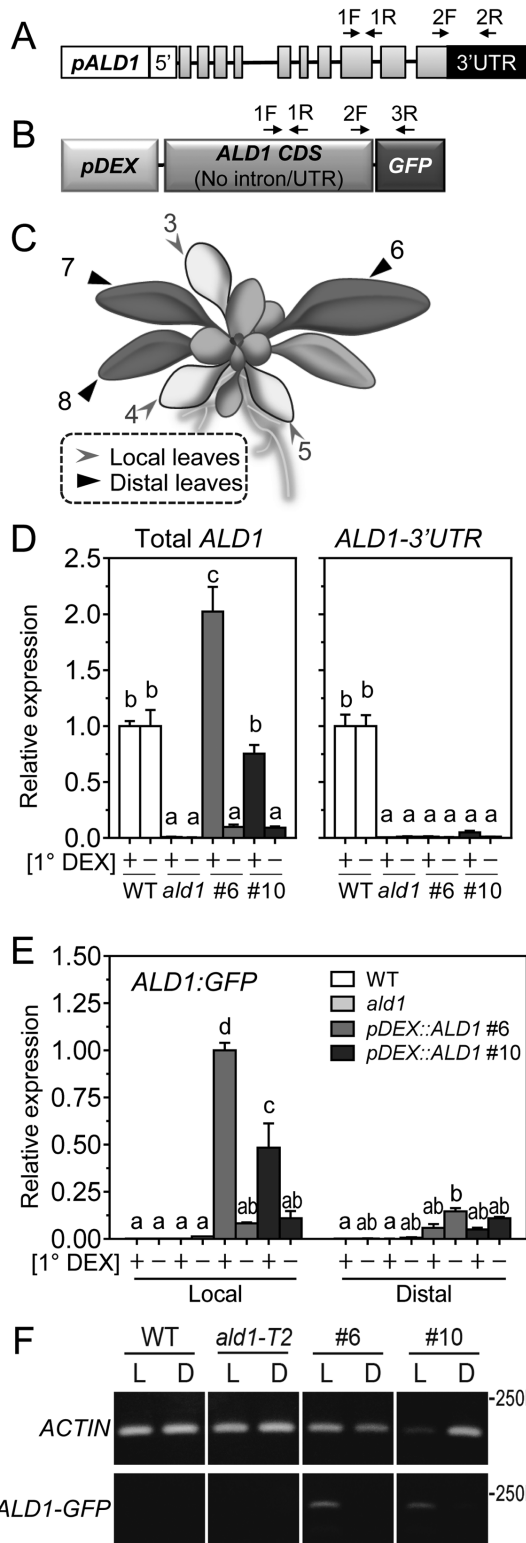 A
1F 1R 2F 2R
pALD1 5' 3'UTR
B
1F 1R 2F 3R
pDEX ALD1 CDS GFP
(No intron/UTR)
C
3
7 6
8
4 5
Local leaves
Distal leaves
D Total ALD1 ALD1-3'UTR
Relative expression
2.5
2.0
1.5
1.0
0.5
0.0
b b a a c a b a
b b a a a a a a
[1° DEX] + − + − + − + − + − + − + − + −
WT ald1 #6 #10 WT ald1 #6 #10
E
ALD1:GFP
Relative expression
1.50
1.25
1.00
0.75
0.50
0.25
0.00
WT
ald1
pDEX::ALD1 #6
pDEX::ALD1 #10
a a a a d ab c ab a ab a ab ab b ab ab
[1° DEX] + − + − + − + − + − + − + − + −
Local Distal
F WT ald1-T2 #6 #10
L D L D L D L D
ACTIN -250
ALD1-GFP -250